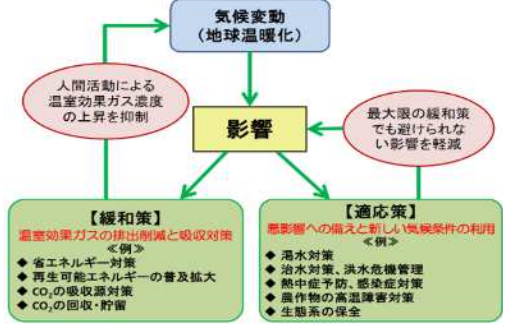 気候変動
（地球温暖化）
人間活動による
温室効果ガス濃度
の上昇を抑制
影響
最大限の緩和策
でも避けられな
い影響を軽減
【緩和策】
温室効果ガスの排出削減と吸収対策
≪例≫
◆ 省エネルギー対策
◆ 再生可能エネルギーの普及拡大
◆ CO₂の吸収源対策
◆ CO₂の回収・貯留
【適応策】
悪影響への備えと新しい気候条件の利用
≪例≫
◆ 渇水対策
◆ 治水対策、洪水危機管理
◆ 熱中症予防、感染症対策
◆ 農作物の高温障害対策
◆ 生態系の保全